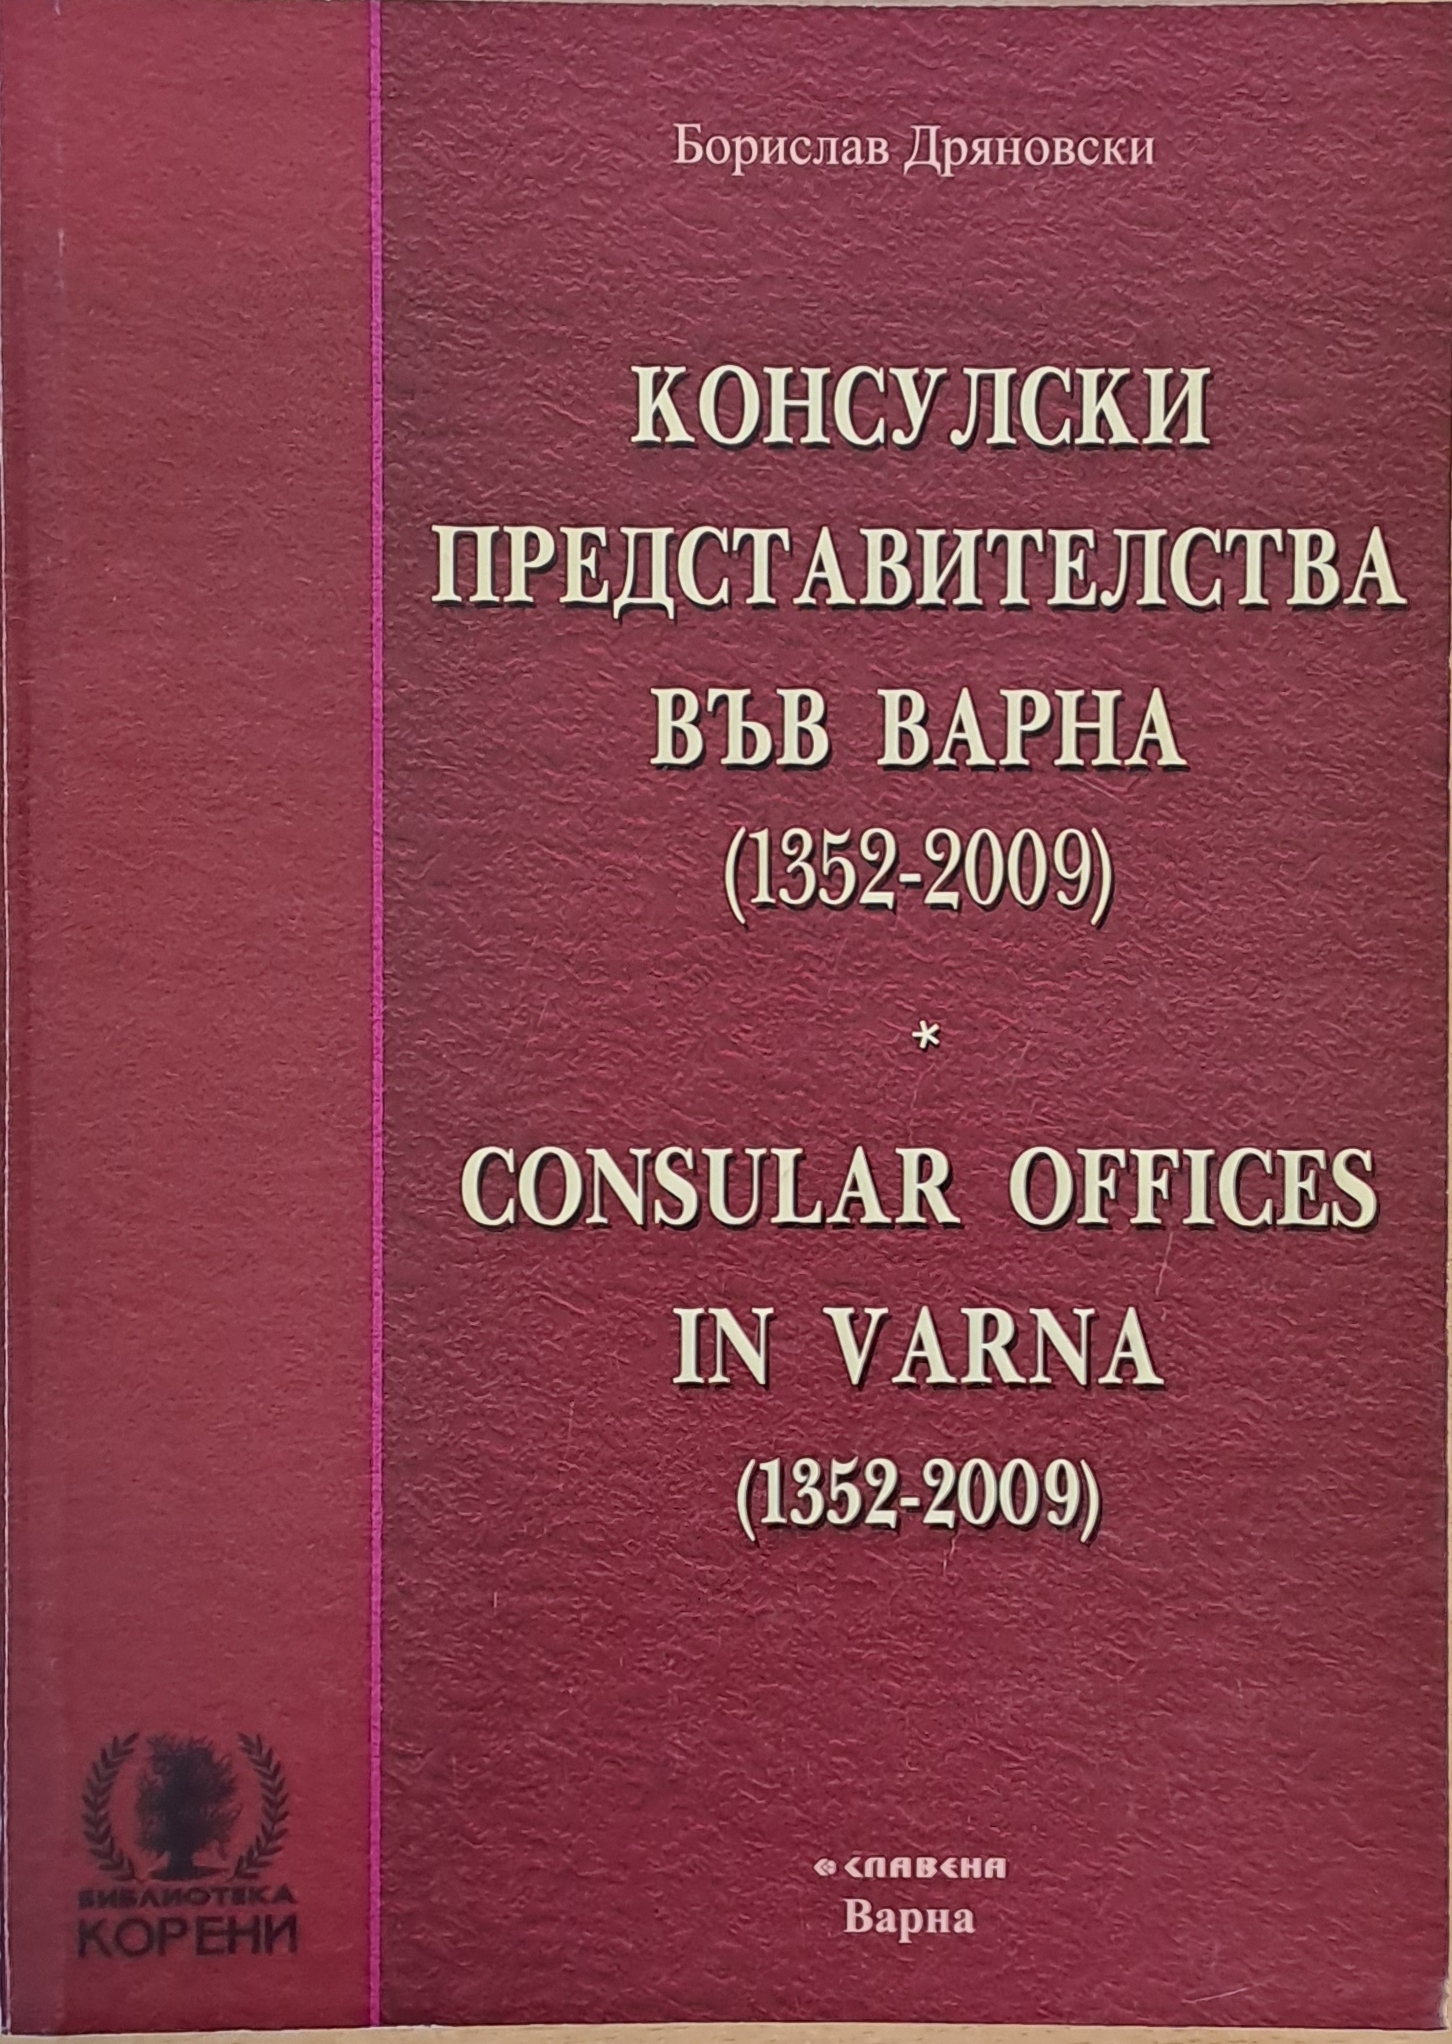 Борислав Дряновски
КОНСУЛСКИ
ПРЕДСТАВИТЕЛСТВА
ВЪВ ВАРНА
(1352-2009)
*
CONSULAR OFFICES
IN VARNA
(1352-2009)
СЛАВЕНА
Варна
БИБЛИОТЕКА
КОРЕНИ